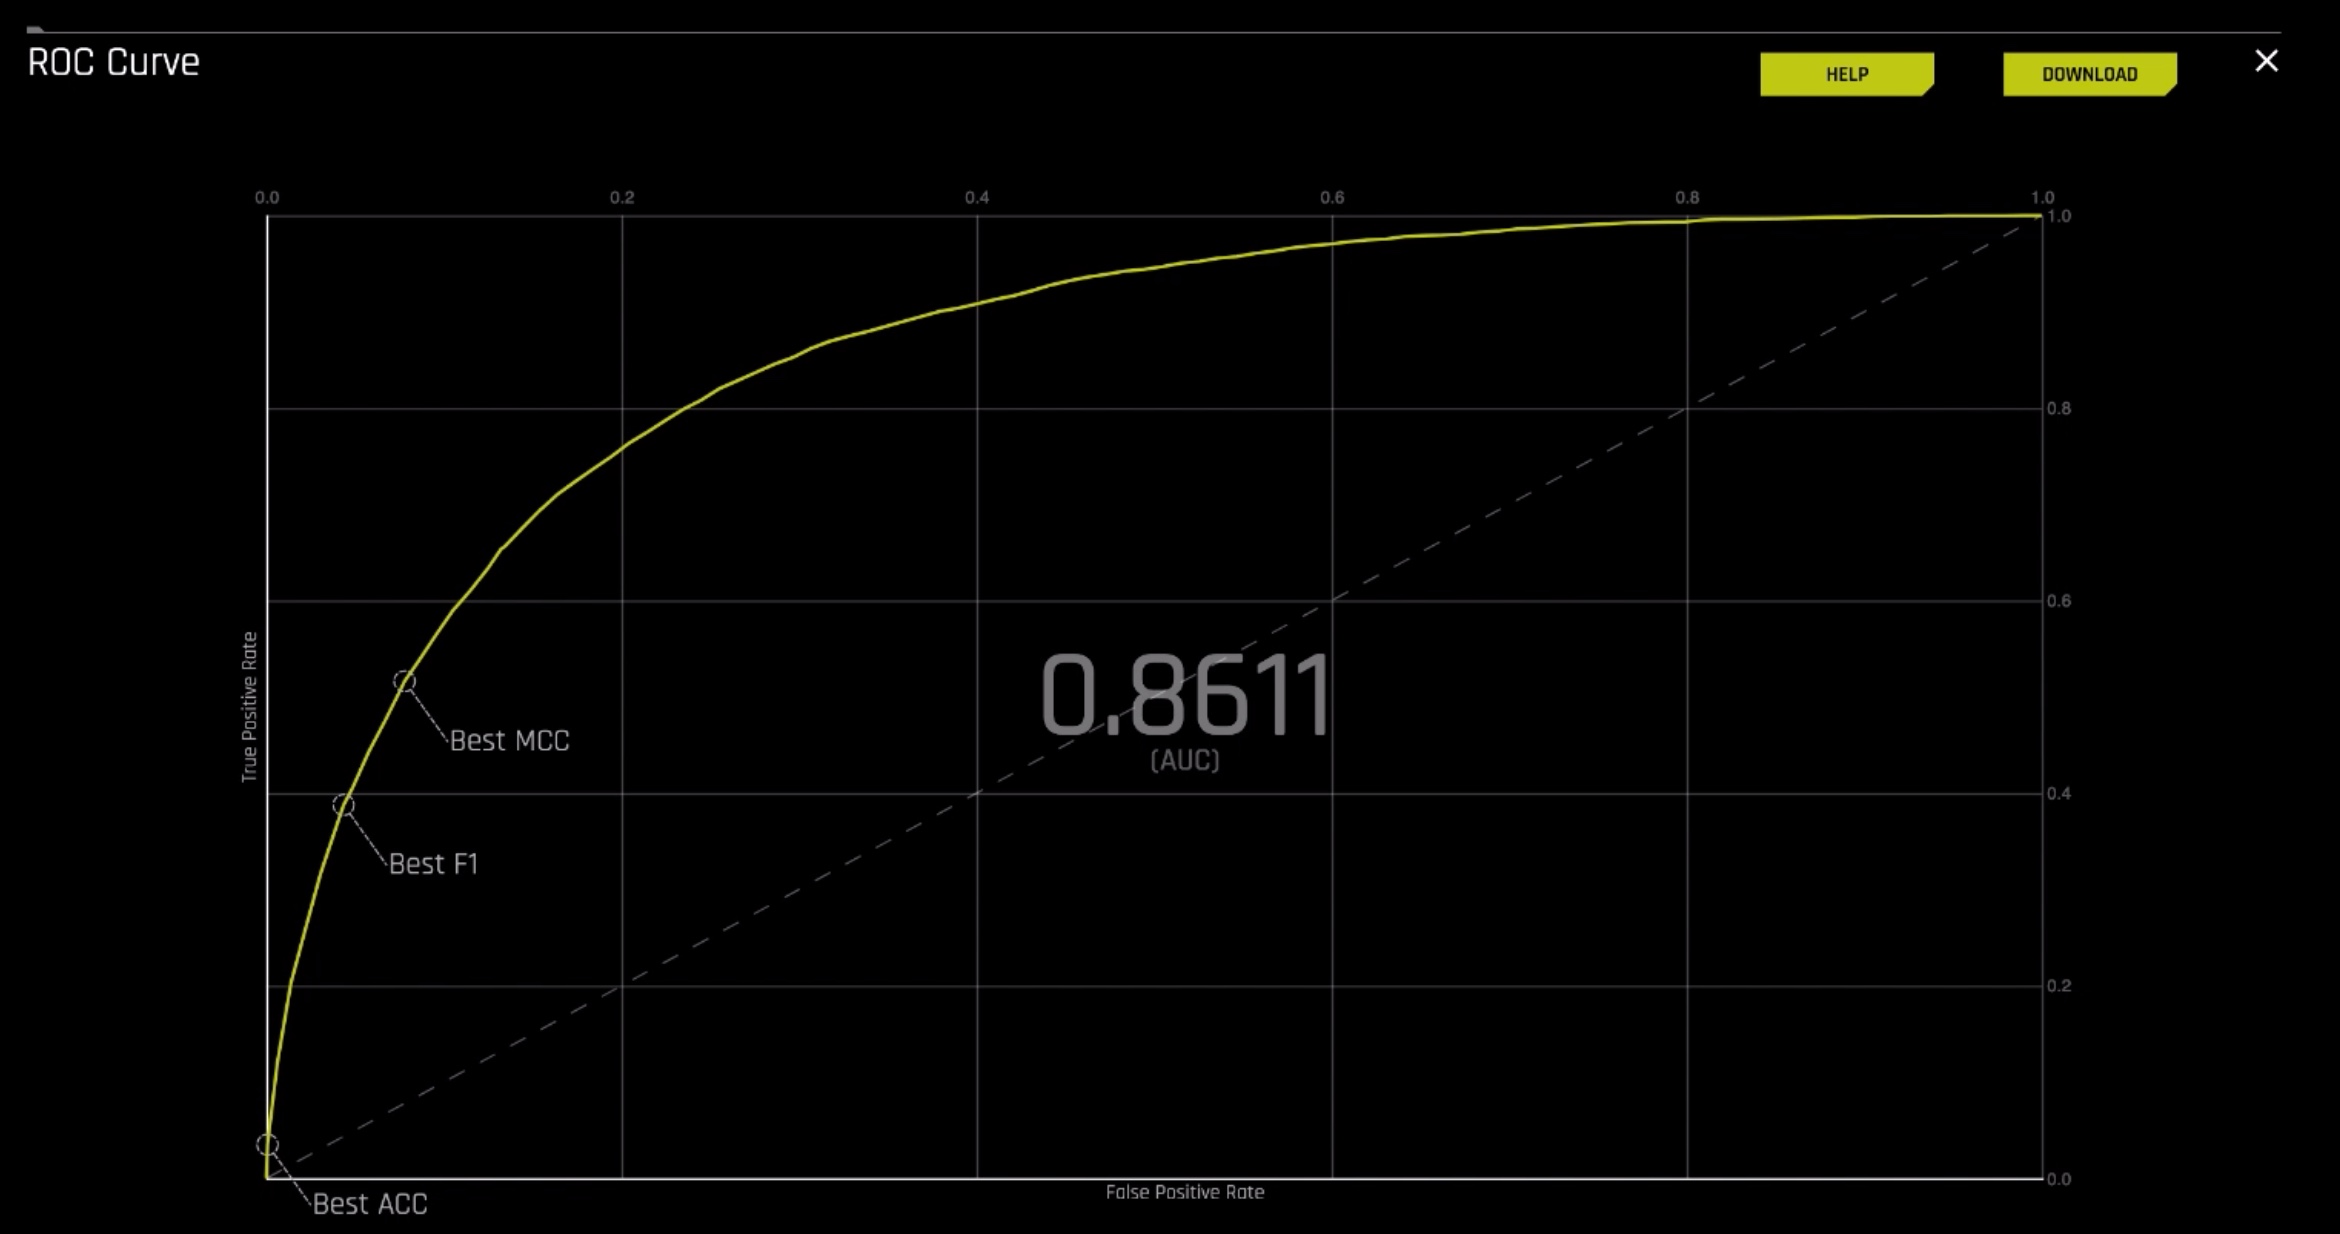 ROC Curve
HELP
DOWNLOAD
0.0 0.2 0.4 0.6 0.8 1.0
1.0
0.8
0.6
0.4
0.2
0.0
True Positive Rate
0.8611
(AUC)
Best MCC
Best F1
Best ACC
False Positive Rate